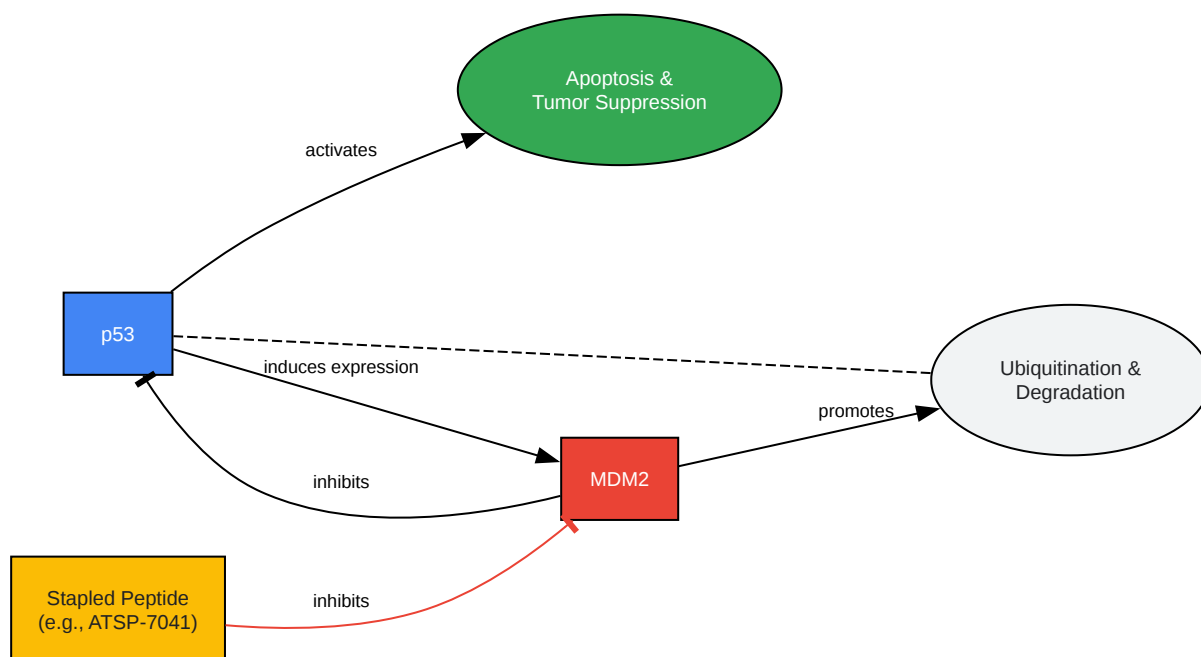 Apoptosis &
Tumor Suppression
activates
p53
induces expression
Ubiquitination &
Degradation
promotes
MDM2
inhibits
Stapled Peptide
(e.g., ATSP-7041)
inhibits